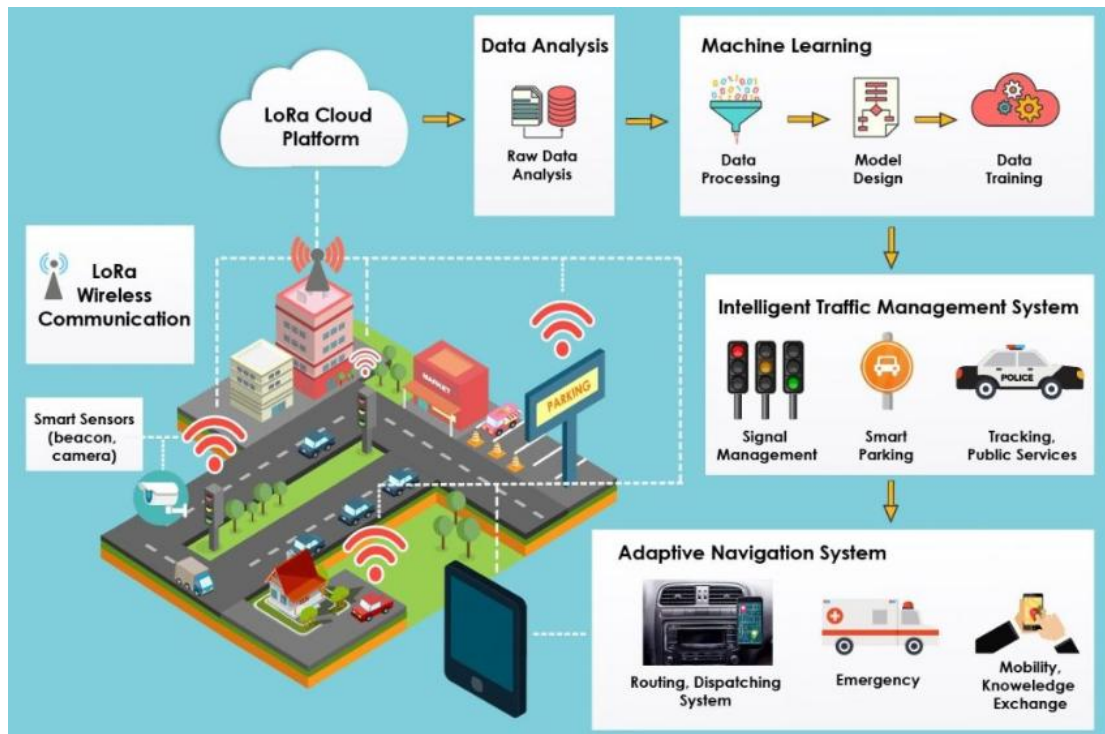 LoRa Cloud
Platform
Data Analysis
Raw Data
Analysis
Machine Learning
Data
Processing
Model
Design
Data
Training
LoRa
Wireless
Communication
Smart Sensors
(beacon,
camera)
MARKET
PARKING
Intelligent Traffic Management System
Signal
Management
Smart
Parking
POLICE
Tracking,
Public Services
Adaptive Navigation System
Routing, Dispatching
System
Emergency
Mobility,
Knoweledge
Exchange